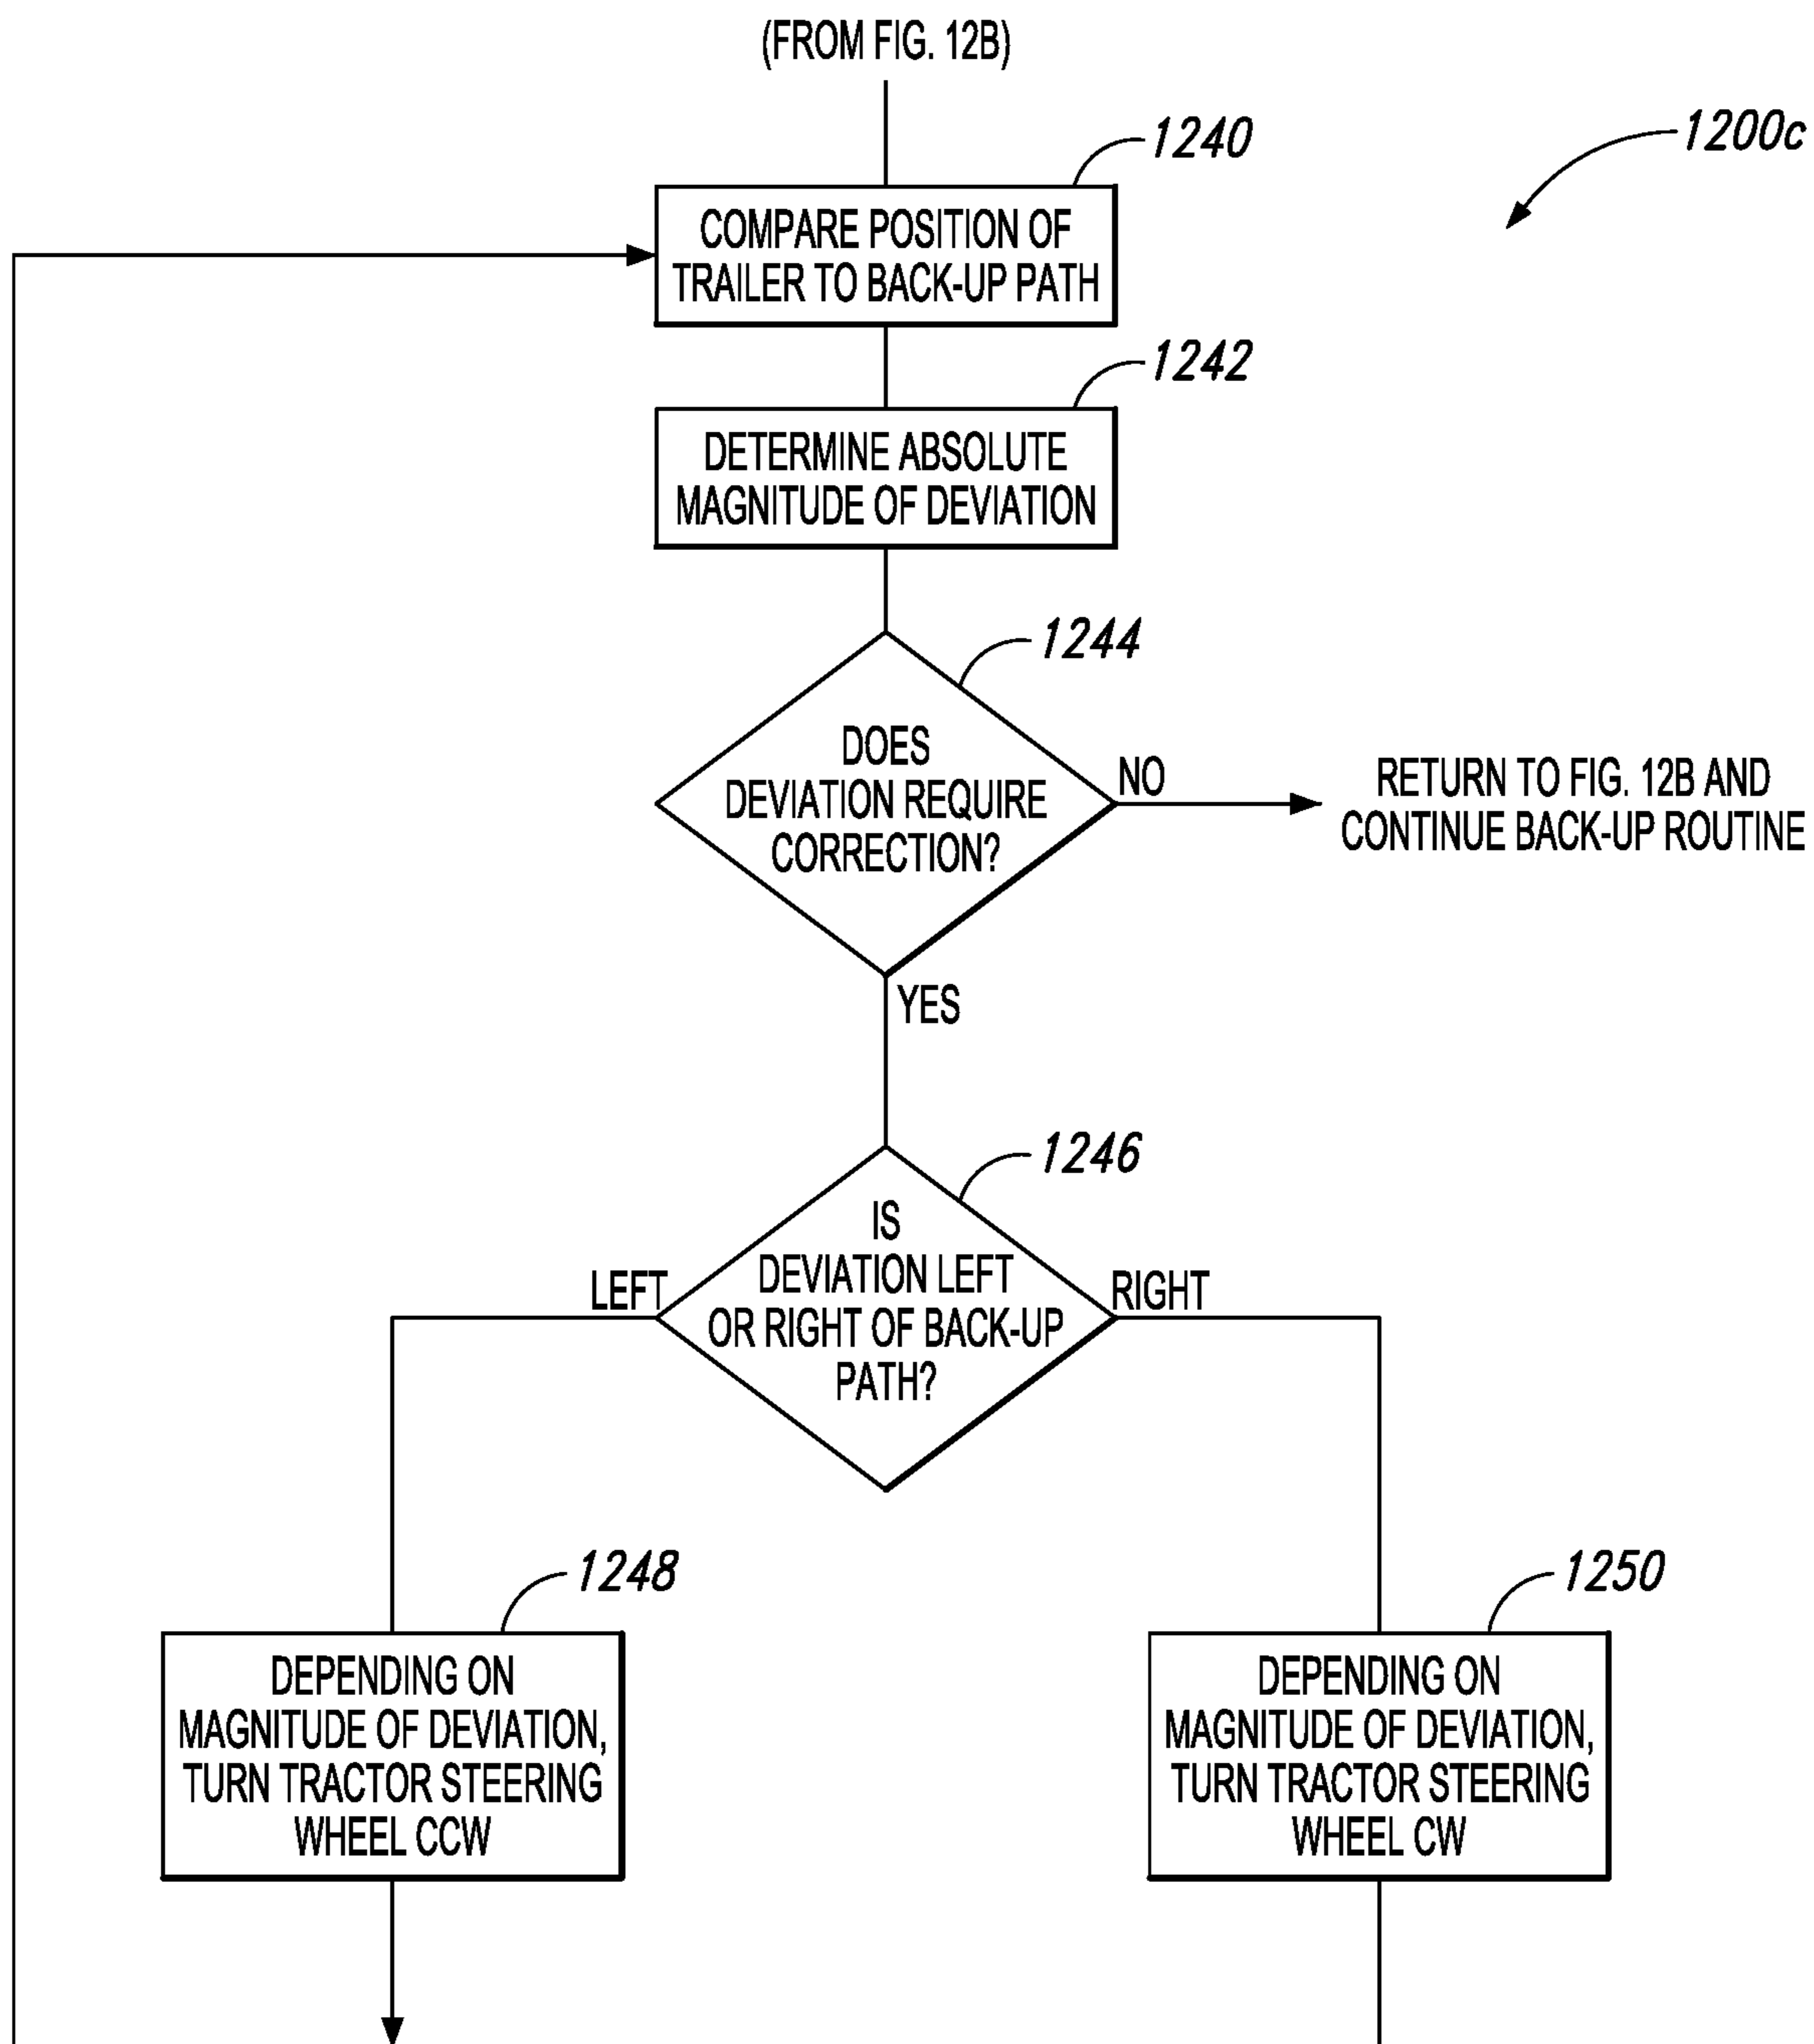 (FROM FIG. 12B)
1240
1200c
COMPARE POSITION OF
TRAILER TO BACK-UP PATH
1242
DETERMINE ABSOLUTE
MAGNITUDE OF DEVIATION
1244
DOES
DEVIATION REQUIRE
CORRECTION?
NO
RETURN TO FIG. 12B AND
CONTINUE BACK-UP ROUTINE
YES
1246
IS
DEVIATION LEFT
OR RIGHT OF BACK-UP
PATH?
LEFT
RIGHT
1248
DEPENDING ON
MAGNITUDE OF DEVIATION,
TURN TRACTOR STEERING
WHEEL CCW
1250
DEPENDING ON
MAGNITUDE OF DEVIATION,
TURN TRACTOR STEERING
WHEEL CW